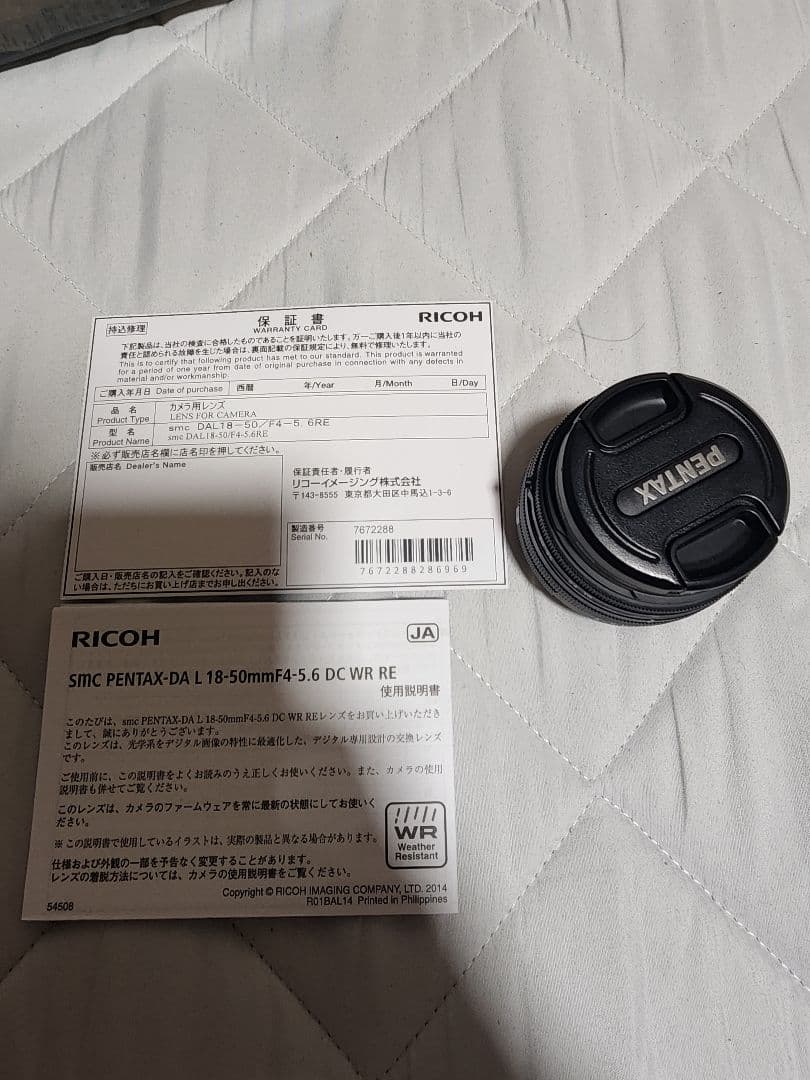 持込修理
保証書
WARRANTY CARD
RICOH
下記製品は、当社の検査に合格したものであることを証明いたします。万一ご購入後1年以内に当社の
責任と認められる故障を生じた場合は、裏面記載の保証規定により、無料で修理いたします。
This is to certify that following product has met to our standard. This product is warranted
for a period of one year from date of original purchase in connection with any defects in
material and/or workmanship.
ご購入年月日 Date of purchase 西暦 年/Year 月/Month 日/Day
品名 カメラ用レンズ
Product Type LENS FOR CAMERA
型名 smc DAL18-50/F4-5.6RE
Product Name smc DAL18-50/F4-5.6RE
※必ず販売店名欄に店名印を押してください。
販売店名 Dealer's Name
保証責任者・履行者
リコーイメージング株式会社
〒143-8555 東京都大田区中馬込1-3-6
製造番号 7672288
Serial No.
7672288286969
ご購入日・販売店名の記入をご確認ください。記入のな
い場合は、ただちにお買い上げ店までお申し出ください。
PENTAX
RICOH
JA
smc PENTAX-DA L 18-50mmF4-5.6 DC WR RE
使用説明書
このたびは、smc PENTAX-DA L 18-50mmF4-5.6 DC WR REレンズをお買い上げいただき
まして、誠にありがとうございます。
このレンズは、光学系をデジタル画像の特性に最適化した、デジタル専用設計の交換レンズ
です。
ご使用前に、この説明書をよくお読みのうえ正しくお使いください。また、カメラの使用
説明書も併せてご覧ください。
このレンズは、カメラのファームウェアを常に最新の状態にしてお使いく
ださい。
※この説明書で使用しているイラストは、実際の製品と異なる場合があります。
仕様および外観の一部を予告なく変更することがあります。
レンズの着脱方法については、カメラの使用説明書をご覧ください。
WR
Weather
Resistant
Copyright © RICOH IMAGING COMPANY, LTD. 2014
54508
R01BAL14 Printed in Philippines